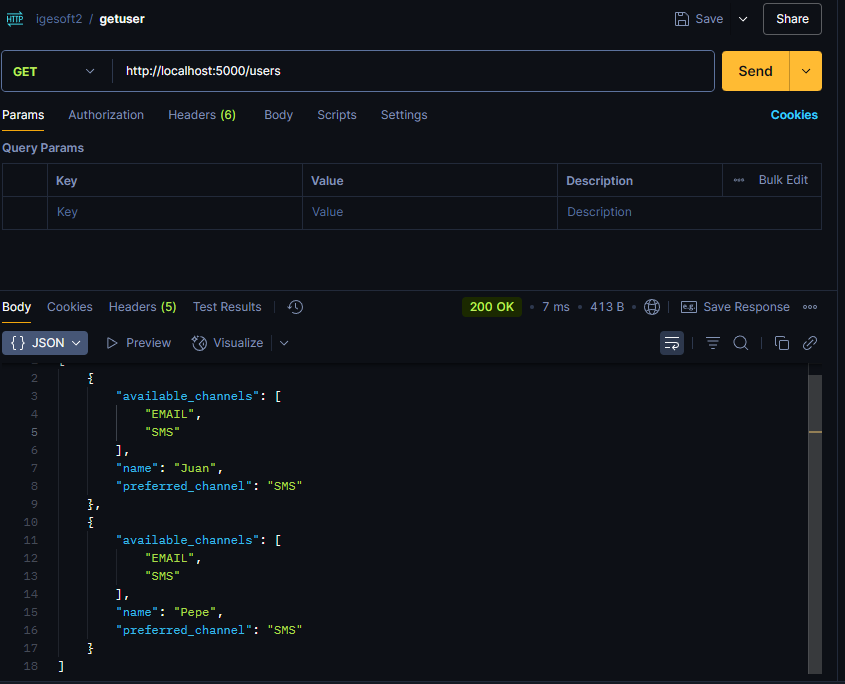 HTTP igesoft2 / getuser Save Share
GET http://localhost:5000/users Send
Params Authorization Headers (6) Body Scripts Settings Cookies
Query Params
Key Value Description Bulk Edit
Key Value Description
Body Cookies Headers (5) Test Results 200 OK • 7 ms • 413 B • e.g. Save Response
{} JSON Preview Visualize
1 [
2 {
3 "available_channels": [
4 "EMAIL",
5 "SMS"
6 ],
7 "name": "Juan",
8 "preferred_channel": "SMS"
9 },
10 {
11 "available_channels": [
12 "EMAIL",
13 "SMS"
14 ],
15 "name": "Pepe",
16 "preferred_channel": "SMS"
17 }
18 ]